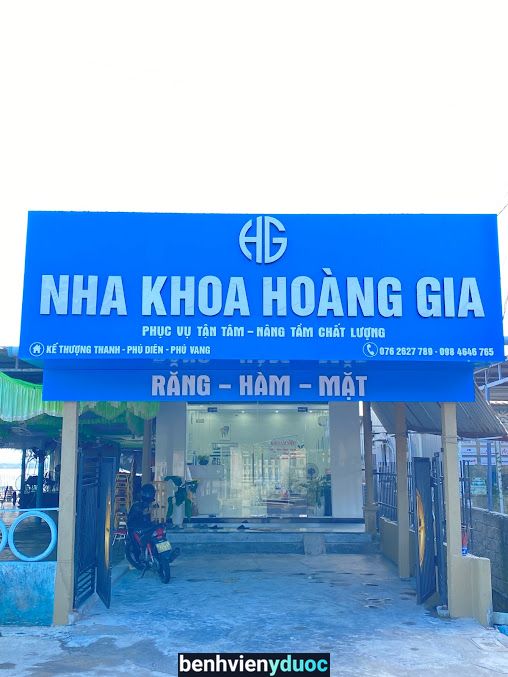 HG
NHA KHOA HOÀNG GIA
PHỤC VỤ TẬN TÂM – NÂNG TẦM CHẤT LƯỢNG
KẾ THƯỢNG THANH - PHÚ DIÊN - PHÚ VANG
076 2627 789 - 098 4646 765
RĂNG – HÀM – MẶT
benhvienyduoc